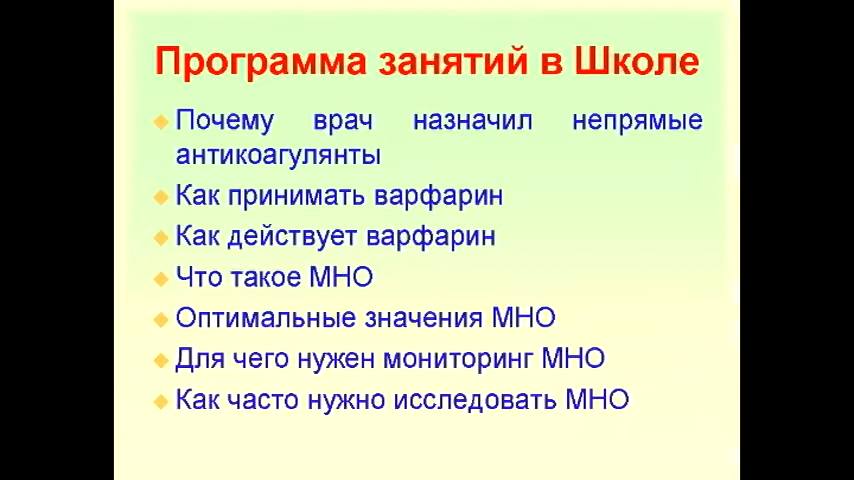 Программа занятий в Школе
Почему врач назначил непрямые
антикоагулянты
Как принимать варфарин
Как действует варфарин
Что такое МНО
Оптимальные значения МНО
Для чего нужен мониторинг МНО
Как часто нужно исследовать МНО